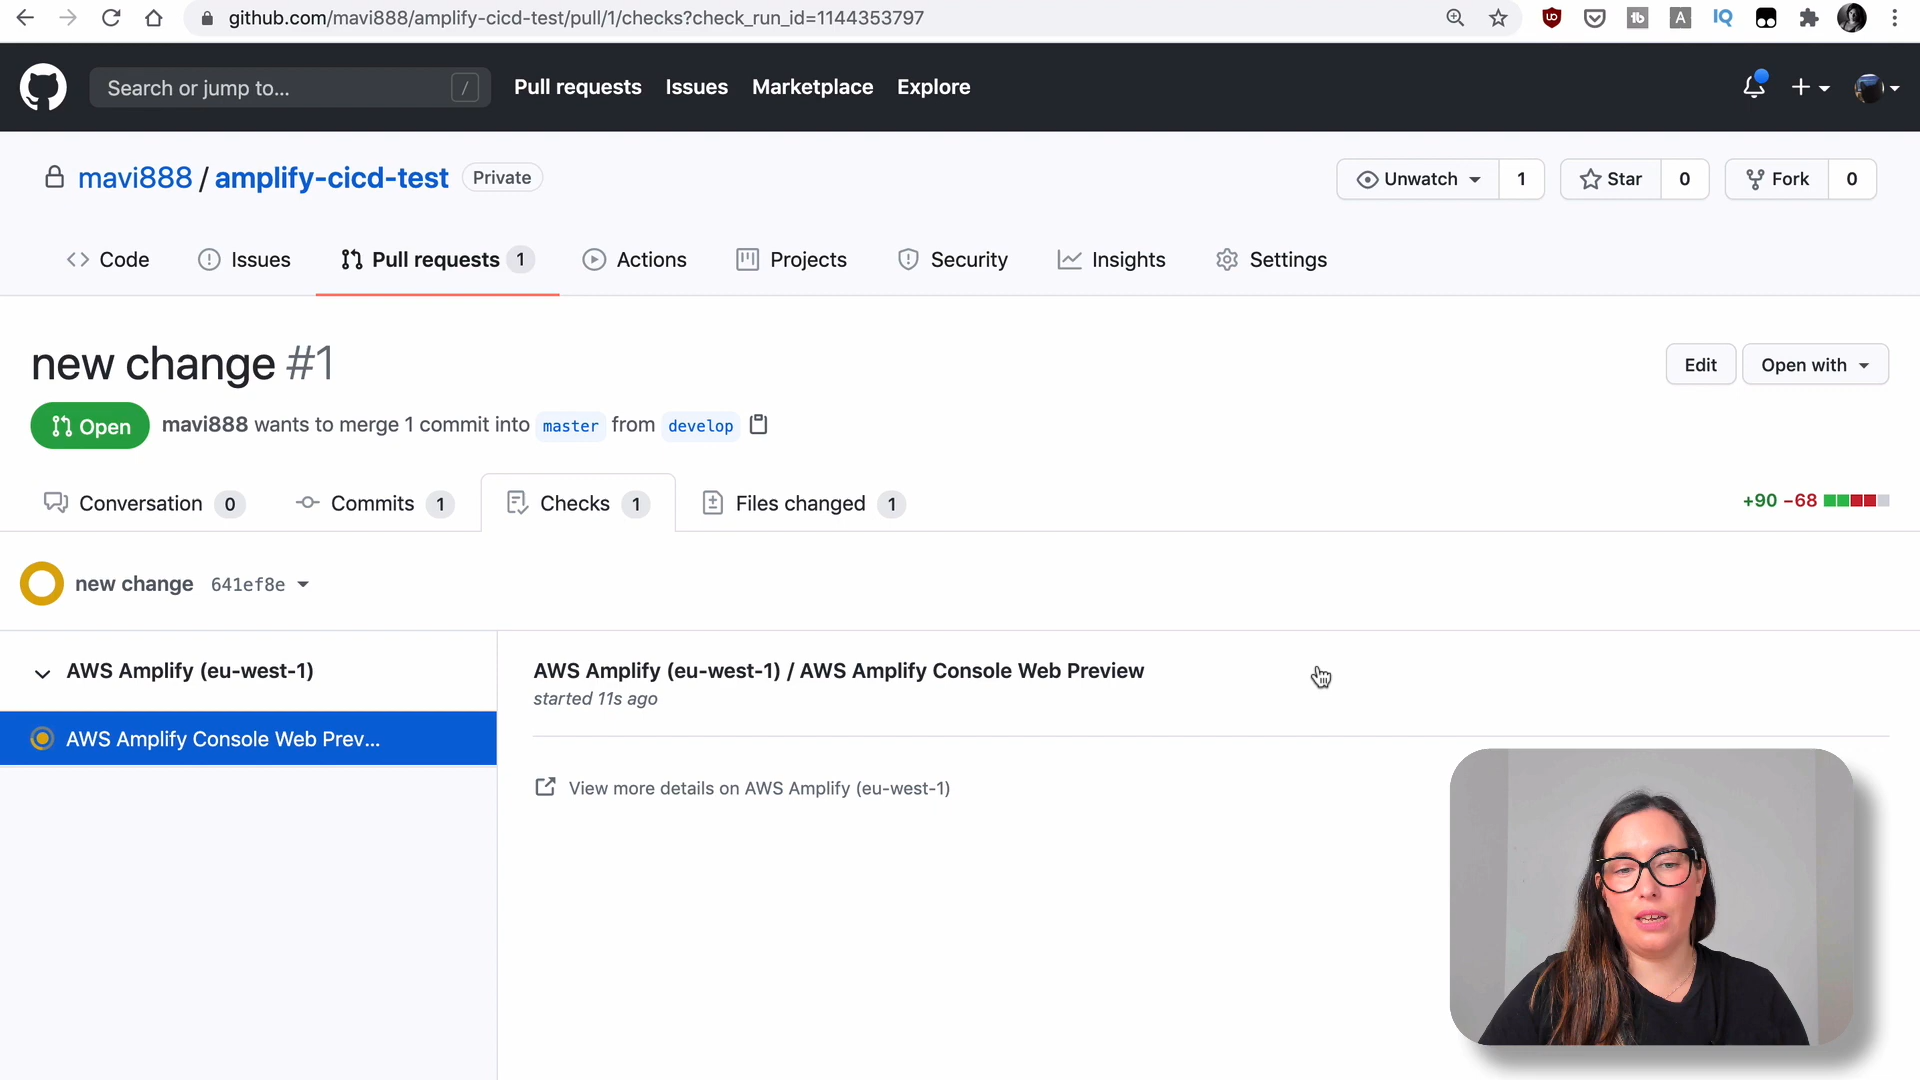 github.com/mavi888/amplify-cicd-test/pull/1/checks?check_run_id=1144353797
Search or jump to...
/
Pull requests
Issues
Marketplace
Explore
mavi888 / amplify-cicd-test
Private
Unwatch 1
Star 0
Fork 0
Code
Issues
Pull requests 1
Actions
Projects
Security
Insights
Settings
new change #1
Edit
Open with
Open
mavi888 wants to merge 1 commit into master from develop
Conversation 0
Commits 1
Checks 1
Files changed 1
+90 −68
new change 641ef8e
AWS Amplify (eu-west-1)
AWS Amplify Console Web Prev...
AWS Amplify (eu-west-1) / AWS Amplify Console Web Preview
started 11s ago
View more details on AWS Amplify (eu-west-1)